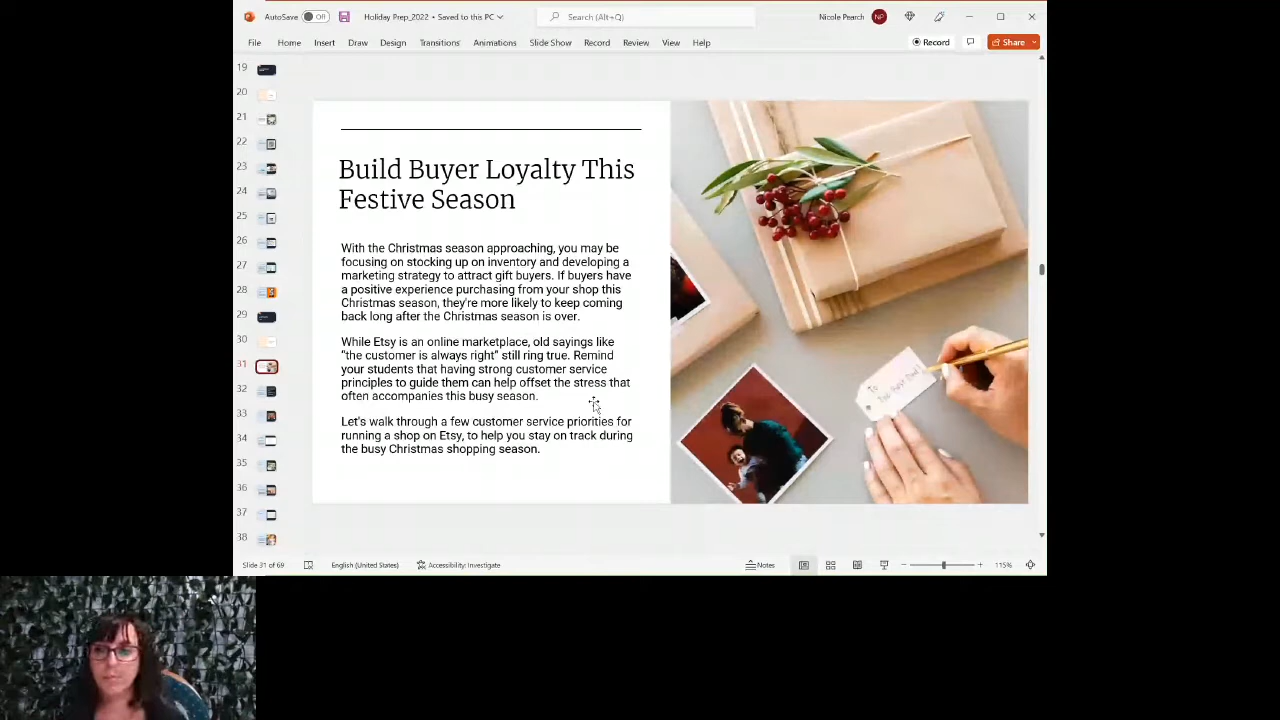 AutoSave Off Holiday Prep_2022 • Saved to this PC Search (Alt+Q) Nicole Pearch NP
File Home Insert Draw Design Transitions Animations Slide Show Record Review View Help Record Share
19
20
21
22
23
24
25
26
27
28
29
30
31
32
33
34
35
36
37
38
Build Buyer Loyalty This
Festive Season
With the Christmas season approaching, you may be
focusing on stocking up on inventory and developing a
marketing strategy to attract gift buyers. If buyers have
a positive experience purchasing from your shop this
Christmas season, they're more likely to keep coming
back long after the Christmas season is over.
While Etsy is an online marketplace, old sayings like
"the customer is always right" still ring true. Remind
your students that having strong customer service
principles to guide them can help offset the stress that
often accompanies this busy season.
Let's walk through a few customer service priorities for
running a shop on Etsy, to help you stay on track during
the busy Christmas shopping season.
To
Slide 31 of 69 English (United States) Accessibility: Investigate Notes 115%